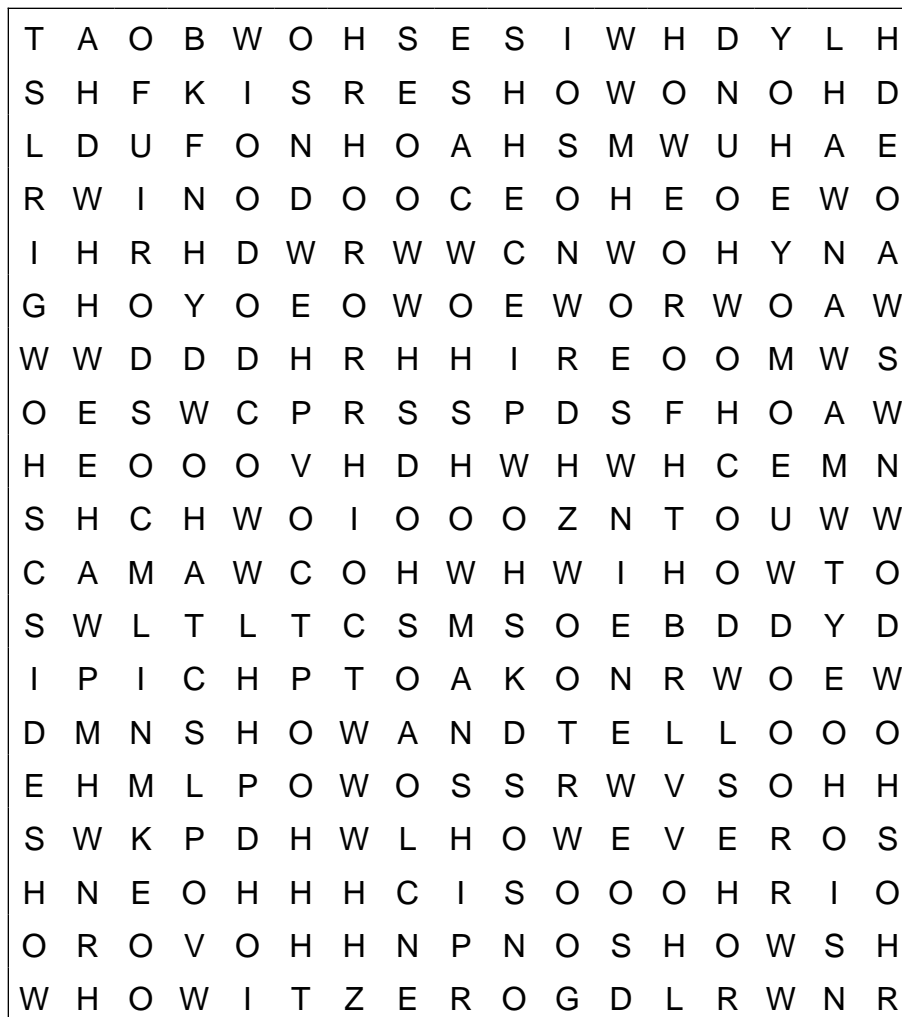 T A O B W O H S E S I W H D Y L H
S H F K I S R E S H O W O N O H D
L D U F O N H O A H S M W U H A E
R W I N O D O O C E O H E O E W O
I H R H D W R W W C N W O H Y N A
G H O Y O E O W O E W O R W O A W
W W D D D H R H H I R E O O M W S
O E S W C P R S S P D S F H O A W
H E O O O V H D H W H W H C E M N
S H C H W O I O O O Z N T O U W W
C A M A W C O H W H W I H O W T O
S W L T L T C S M S O E B D D Y D
I P I C H P T O A K O N R W O E W
D M N S H O W A N D T E L L O O O
E H M L P O W O S S R W V S O H H
S W K P D H W L H O W E V E R O S
H N E O H H H C I S O O O H R I O
O R O V O H H N P N O S H O W S H
W H O W I T Z E R O G D L R W N R